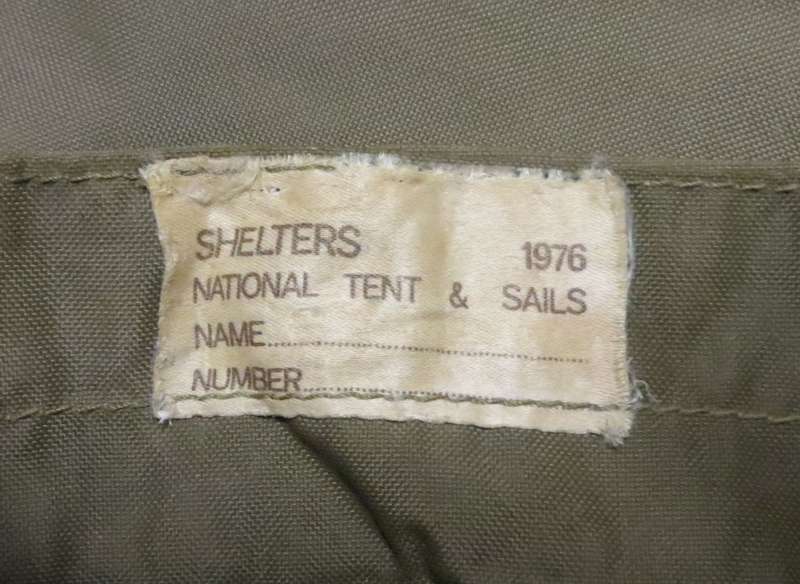 SHELTERS 1976
NATIONAL TENT & SAILS
NAME........................................................
NUMBER..................................................